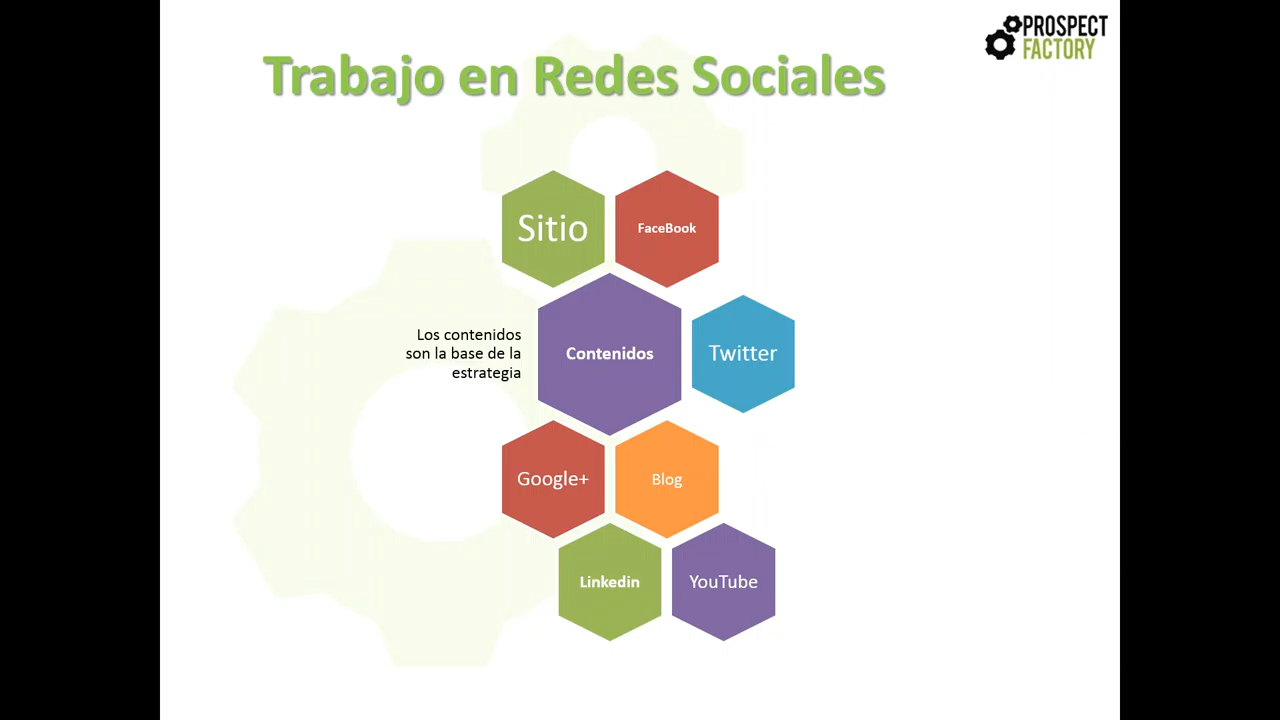 PROSPECT
FACTORY
Trabajo en Redes Sociales
Sitio
FaceBook
Los contenidos
son la base de la
estrategia
Contenidos
Twitter
Google+
Blog
Linkedin
YouTube